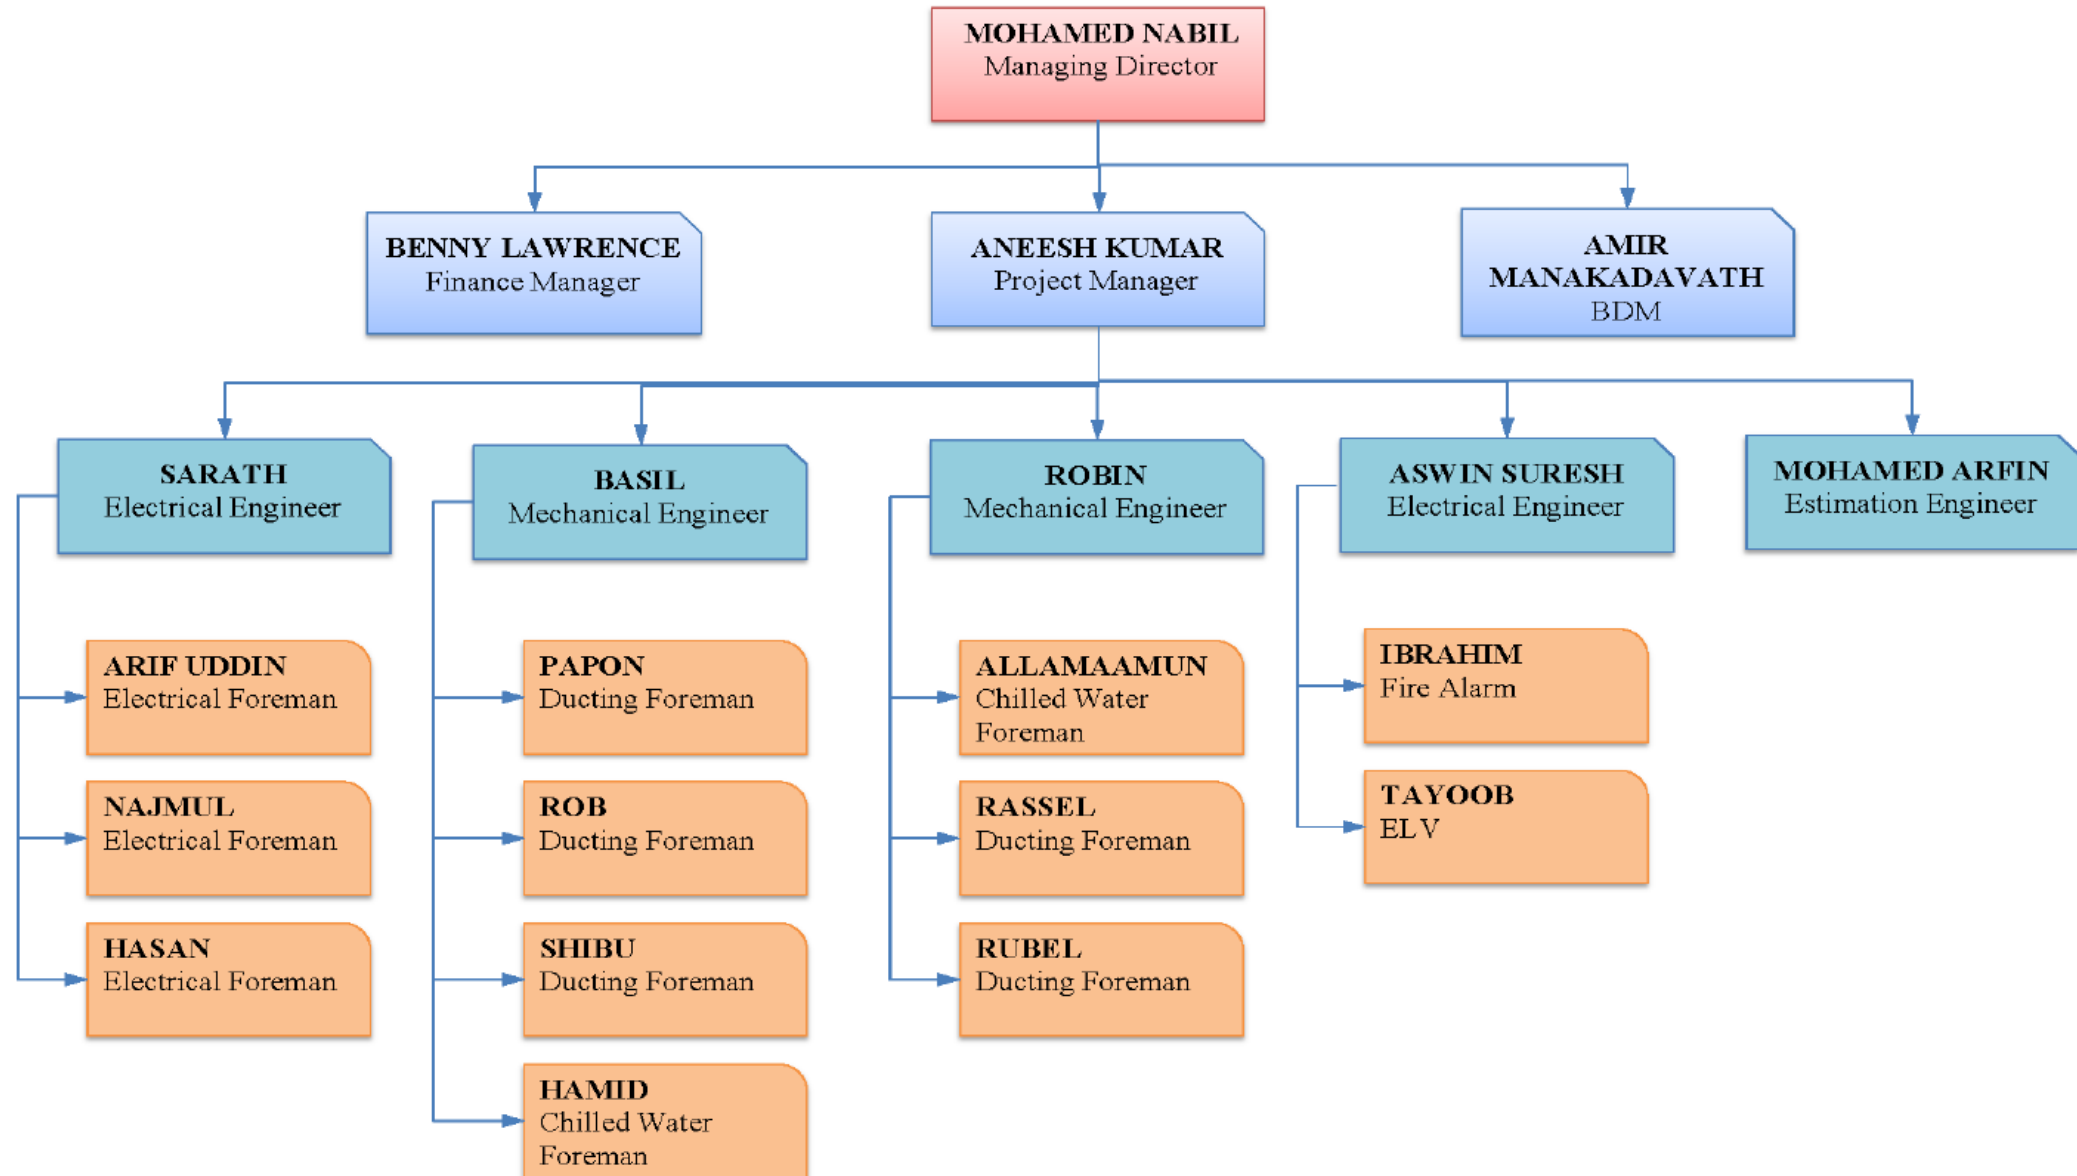 MOHAMED NABIL
Managing Director
BENNY LAWRENCE
Finance Manager
ANEESH KUMAR
Project Manager
AMIR
MANAKADAVATH
BDM
SARATH
Electrical Engineer
BASIL
Mechanical Engineer
ROBIN
Mechanical Engineer
ASWIN SURESH
Electrical Engineer
MOHAMED ARFIN
Estimation Engineer
ARIF UDDIN
Electrical Foreman
NAJMUL
Electrical Foreman
HASAN
Electrical Foreman
PAPON
Ducting Foreman
ROB
Ducting Foreman
SHIBU
Ducting Foreman
HAMID
Chilled Water
Foreman
ALLAMAAMUN
Chilled Water
Foreman
RASSEL
Ducting Foreman
RUBEL
Ducting Foreman
IBRAHIM
Fire Alarm
TAYOOB
ELV